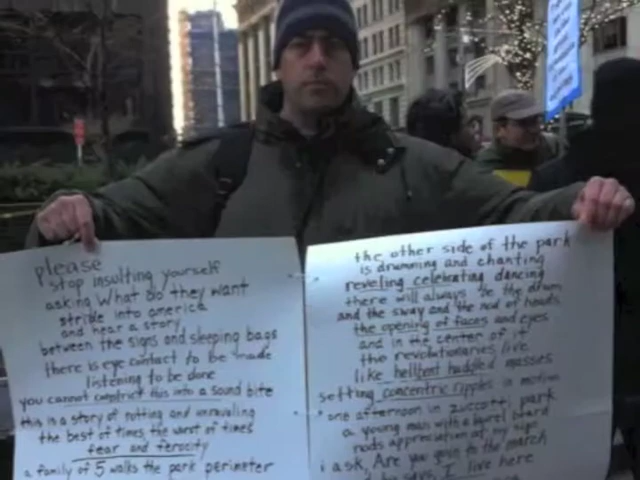 please
stop insulting yourself
asking What do they want
stride into america
and hear a story
between the signs and sleeping bags
there is eye contact to be made
listening to be done
you cannot constrict this into a sound bite
this is a story of rotting and unraveling
the best of times the worst of times
fear and ferocity
a family of 5 walks the park perimeter
the other side of the park
is drumming and chanting
reveling celebrating dancing
there will always be the drum
and the sway and the nod of heads
the opening of faces and eyes
and in the center of it
the revolutionaries live
like hellbent huddled masses
setting concentric ripples in motion
one afternoon in zuccotti park
a young man with a laurel beard
nods appreciation at my sign
i ask, Are you going to the march
he says, I live here